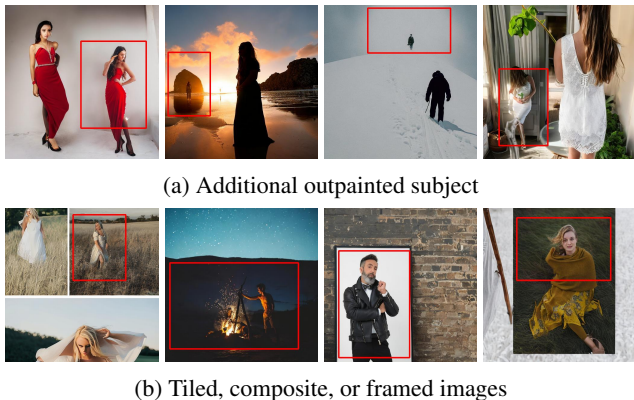 (a) Additional outpainted subject
(b) Tiled, composite, or framed images